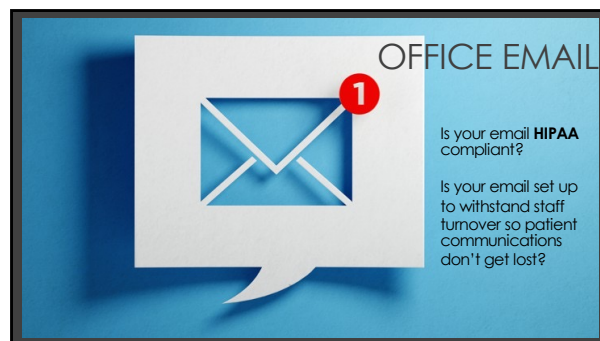 OFFICE EMAIL
1
Is your email HIPAA
compliant?
Is your email set up
to withstand staff
turnover so patient
communications
don't get lost?